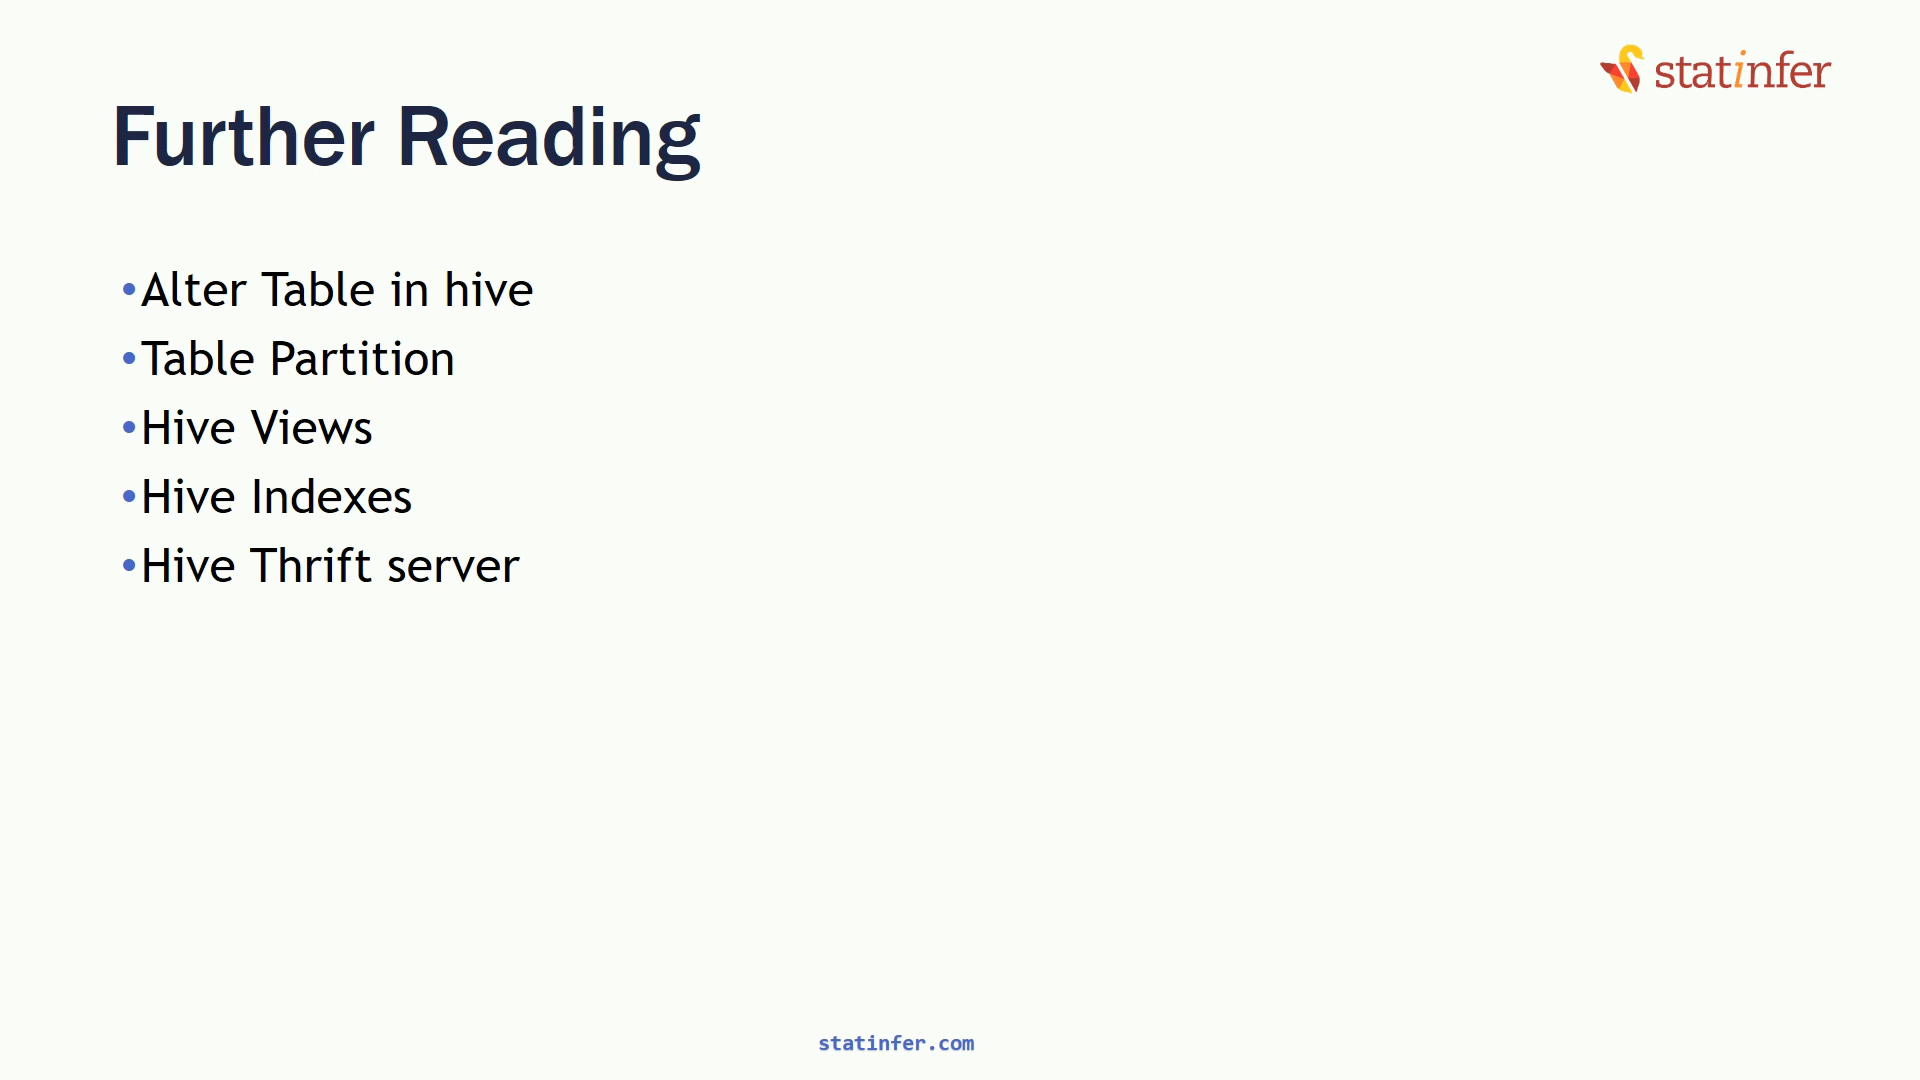 statinfer
Further Reading
•Alter Table in hive
•Table Partition
•Hive Views
•Hive Indexes
•Hive Thrift server
statinfer.com